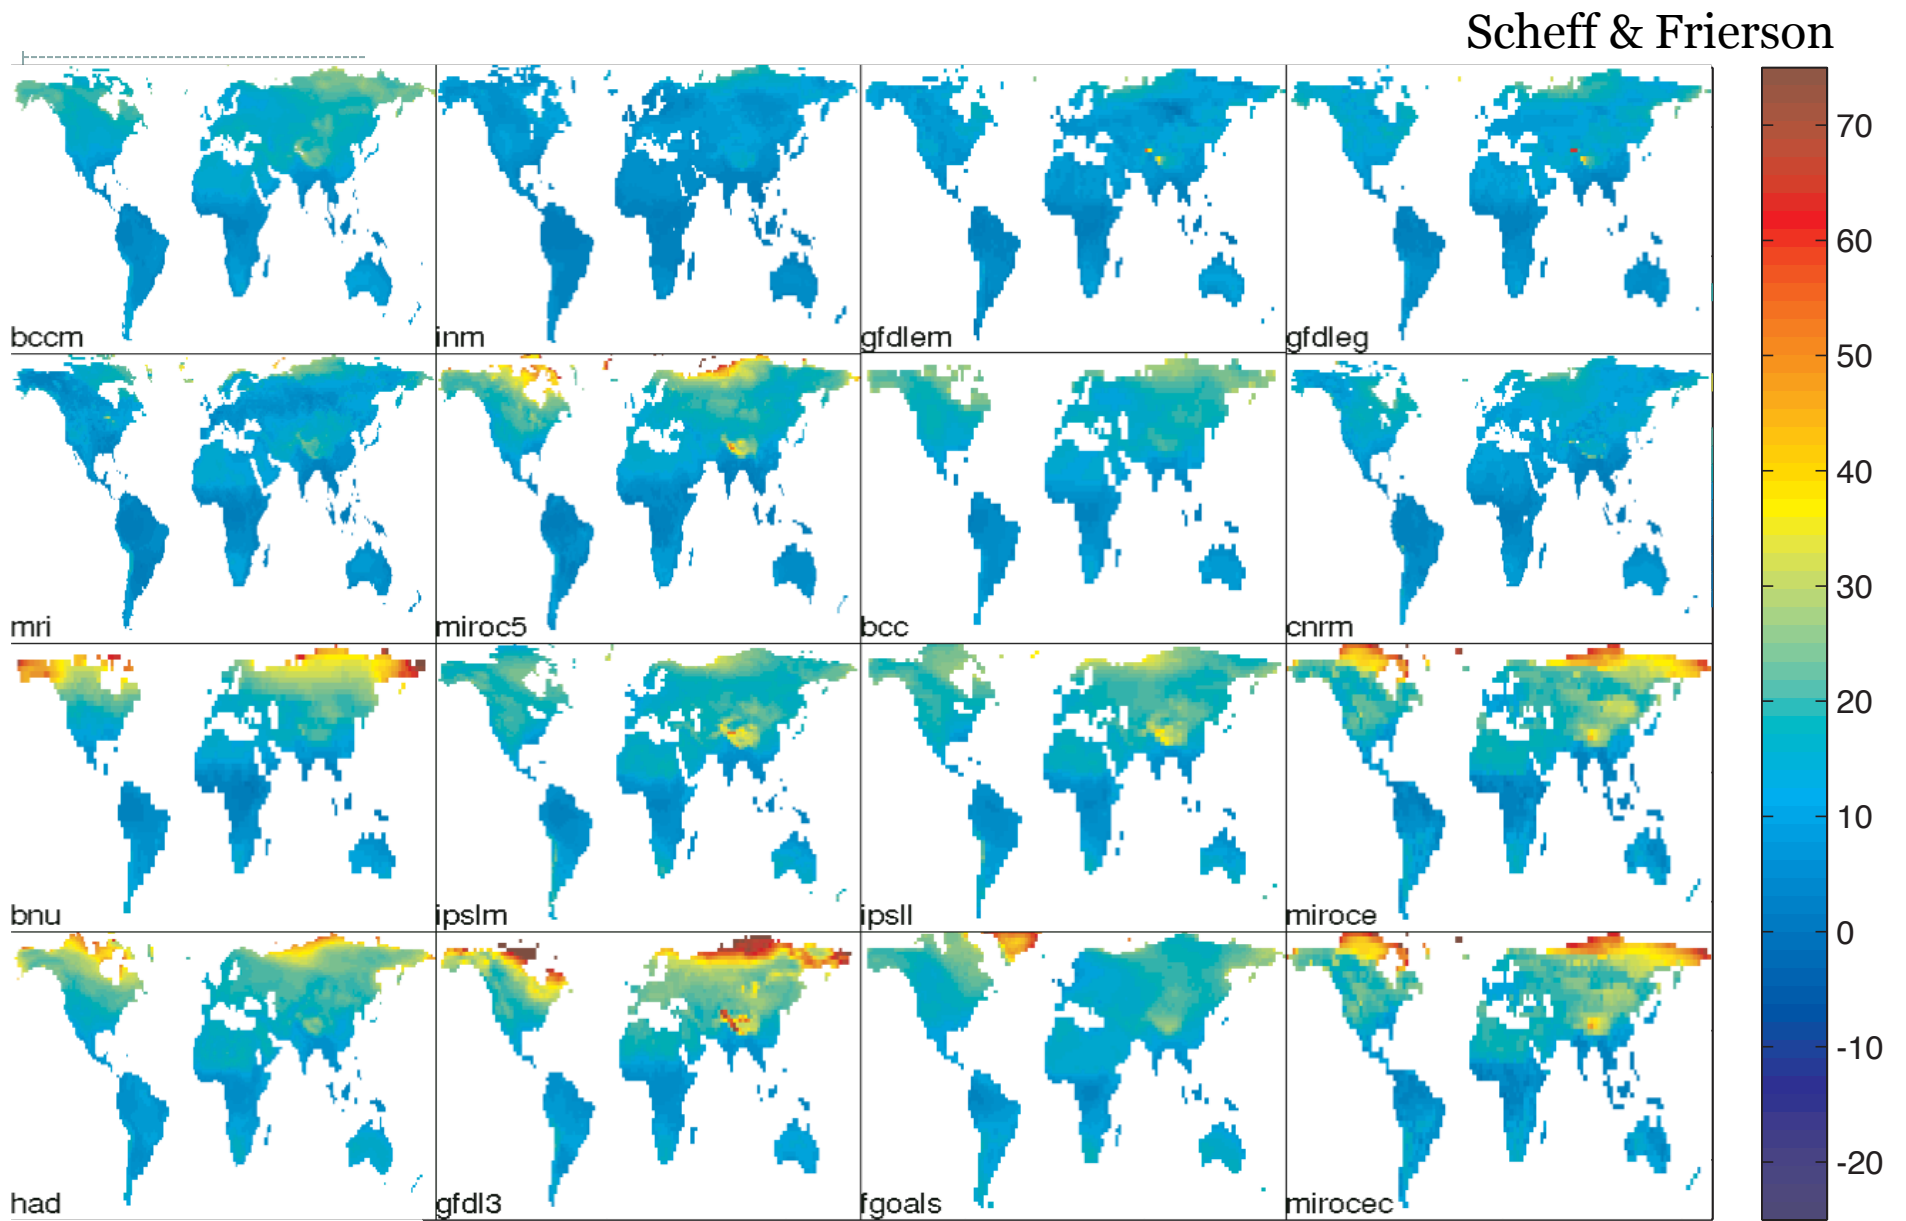 Scheff & Frierson
bccm
inm
gfdlem
gfdleg
mri
miroc5
bcc
cnrm
bnu
ipslm
ipsll
miroce
had
gfdl3
fgoals
mirocec
70
60
50
40
30
20
10
0
-10
-20